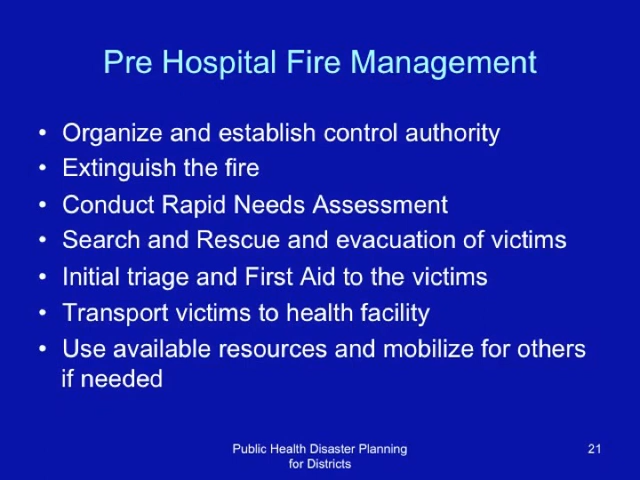 Pre Hospital Fire Management
• Organize and establish control authority
• Extinguish the fire
• Conduct Rapid Needs Assessment
• Search and Rescue and evacuation of victims
• Initial triage and First Aid to the victims
• Transport victims to health facility
• Use available resources and mobilize for others
if needed
Public Health Disaster Planning
for Districts
21